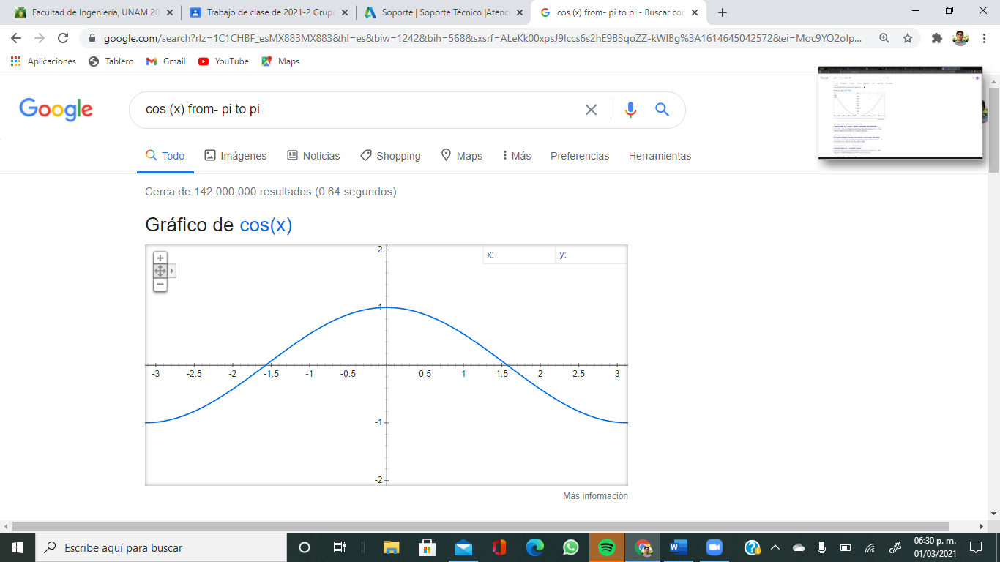 Facultad de Ingeniería, UNAM 20
Trabajo de clase de 2021-2 Grup
Soporte | Soporte Técnico |Atenc
cos (x) from- pi to pi - Buscar con
google.com/search?rlz=1C1CHBF_esMX883MX883&hl=es&biw=1242&bih=568&sxsrf=ALeKk00xpsJ9Iccs6s2hE9B3qoZZ-kWIBg%3A1614645042572&ei=Moc9YO2oIp...
Aplicaciones
Tablero
Gmail
YouTube
Maps
Google
cos (x) from- pi to pi
Todo
Imágenes
Noticias
Shopping
Maps
Más
Preferencias
Herramientas
Cerca de 142,000,000 resultados (0.64 segundos)
Gráfico de cos(x)
x:
y:
2
1
-3 -2.5 -2 -1.5 -1 -0.5 0.5 1 1.5 2 2.5 3
-1
-2
Más información
Escribe aquí para buscar
06:30 p. m.
01/03/2021